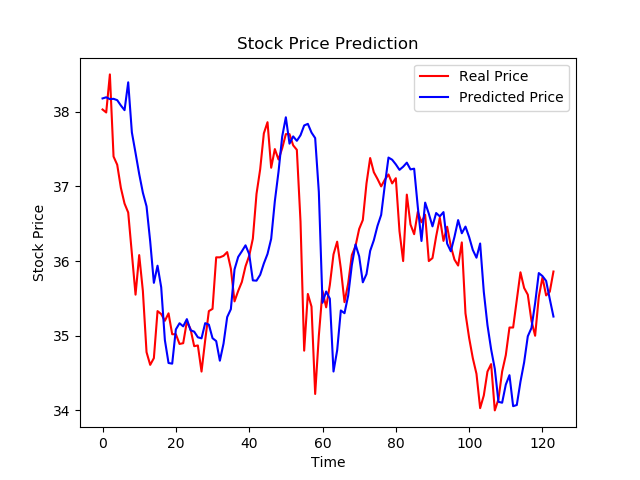 Stock Price Prediction
Real Price
Predicted Price
Stock Price
38
37
36
35
34
0 20 40 60 80 100 120
Time